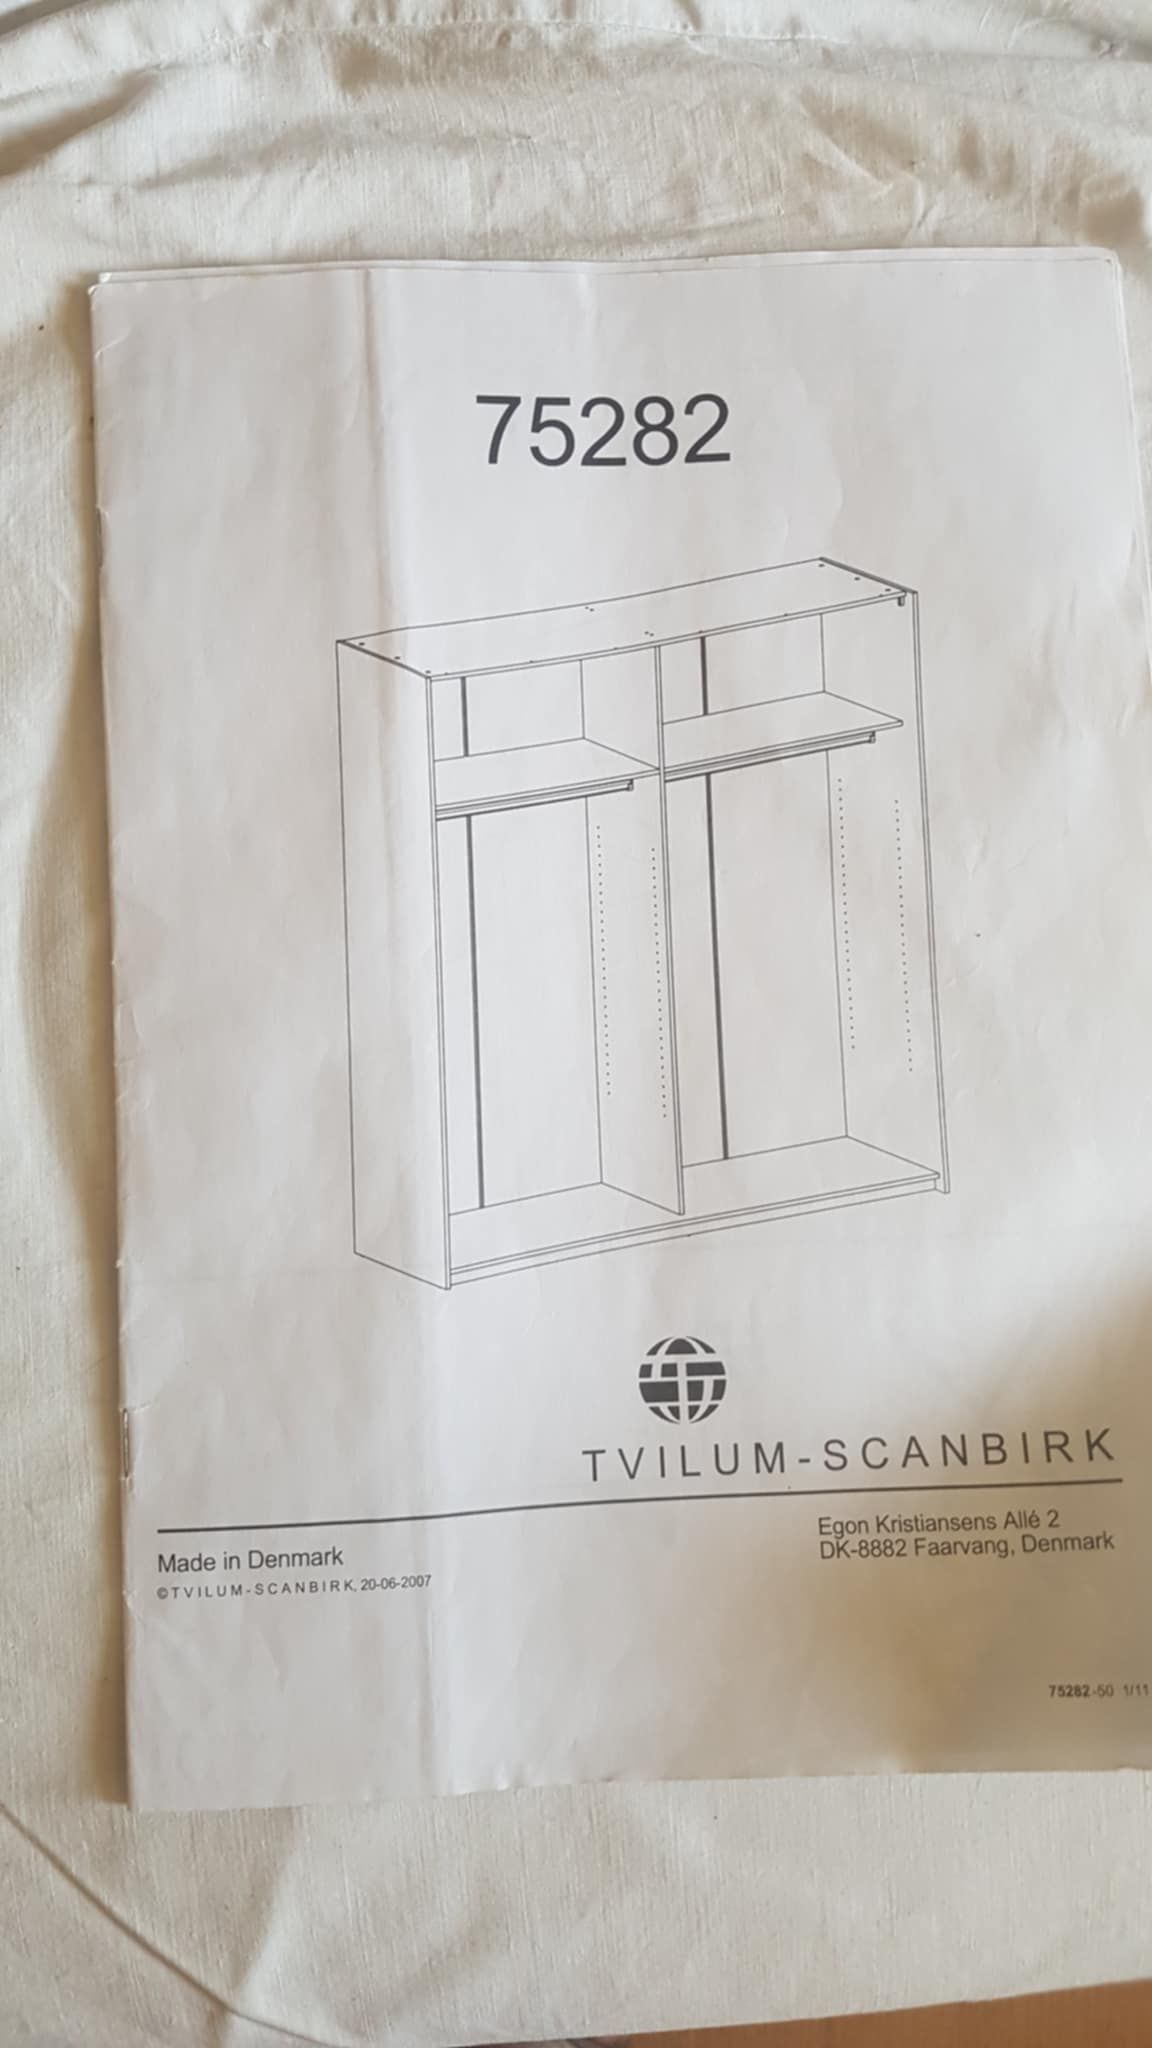 75282
TVILUM-SCANBIRK
Egon Kristiansens Allé 2
DK-8882 Faarvang, Denmark
Made in Denmark
©TVILUM-SCANBIRK, 20-06-2007
75282-50 1/11